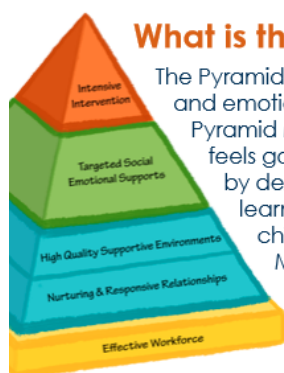 What is th
The Pyramid
and emotio
Pyramid
feels go
by de
learn
ch
M
Intensive
Intervention
Targeted Social
Emotional Supports
High Quality Supportive Environments
Nurturing & Responsive Relationships
Effective Workforce